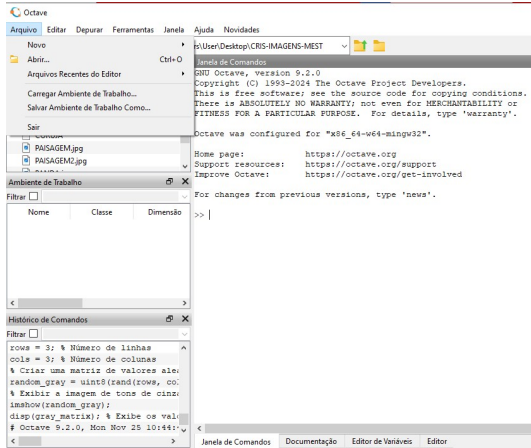 Octave
Arquivo Editar Depurar Ferramentas Janela Ajuda Novidades
Novo
Abrir... Ctrl+O
Arquivos Recentes do Editor
Carregar Ambiente de Trabalho...
Salvar Ambiente de Trabalho Como...
Sair
PAISAGEM.jpg
PAISAGEM2.jpg
Ambiente de Trabalho
Filtrar
Nome Classe Dimensão
Histórico de Comandos
Filtrar
rows = 3; % Número de linhas
cols = 3; % Número de colunas
% Criar uma matriz de valores alea
random_gray = uint8(rand(rows, co
% Exibir a imagem de tons de cinz
imshow(random_gray);
disp(gray_matrix); % Exibe os val
# Octave 9.2.0, Mon Nov 25 10:44:
rs\User\Desktop\CRIS-IMAGENS-MEST
Janela de Comandos
GNU Octave, version 9.2.0
Copyright (C) 1993-2024 The Octave Project Developers.
This is free software; see the source code for copying conditions.
There is ABSOLUTELY NO WARRANTY; not even for MERCHANTABILITY or
FITNESS FOR A PARTICULAR PURPOSE.  For details, type 'warranty'.
Octave was configured for "x86_64-w64-mingw32".
Home page: https://octave.org
Support resources: https://octave.org/support
Improve Octave: https://octave.org/get-involved
For changes from previous versions, type 'news'.
>>
Janela de Comandos Documentação Editor de Variáveis Editor